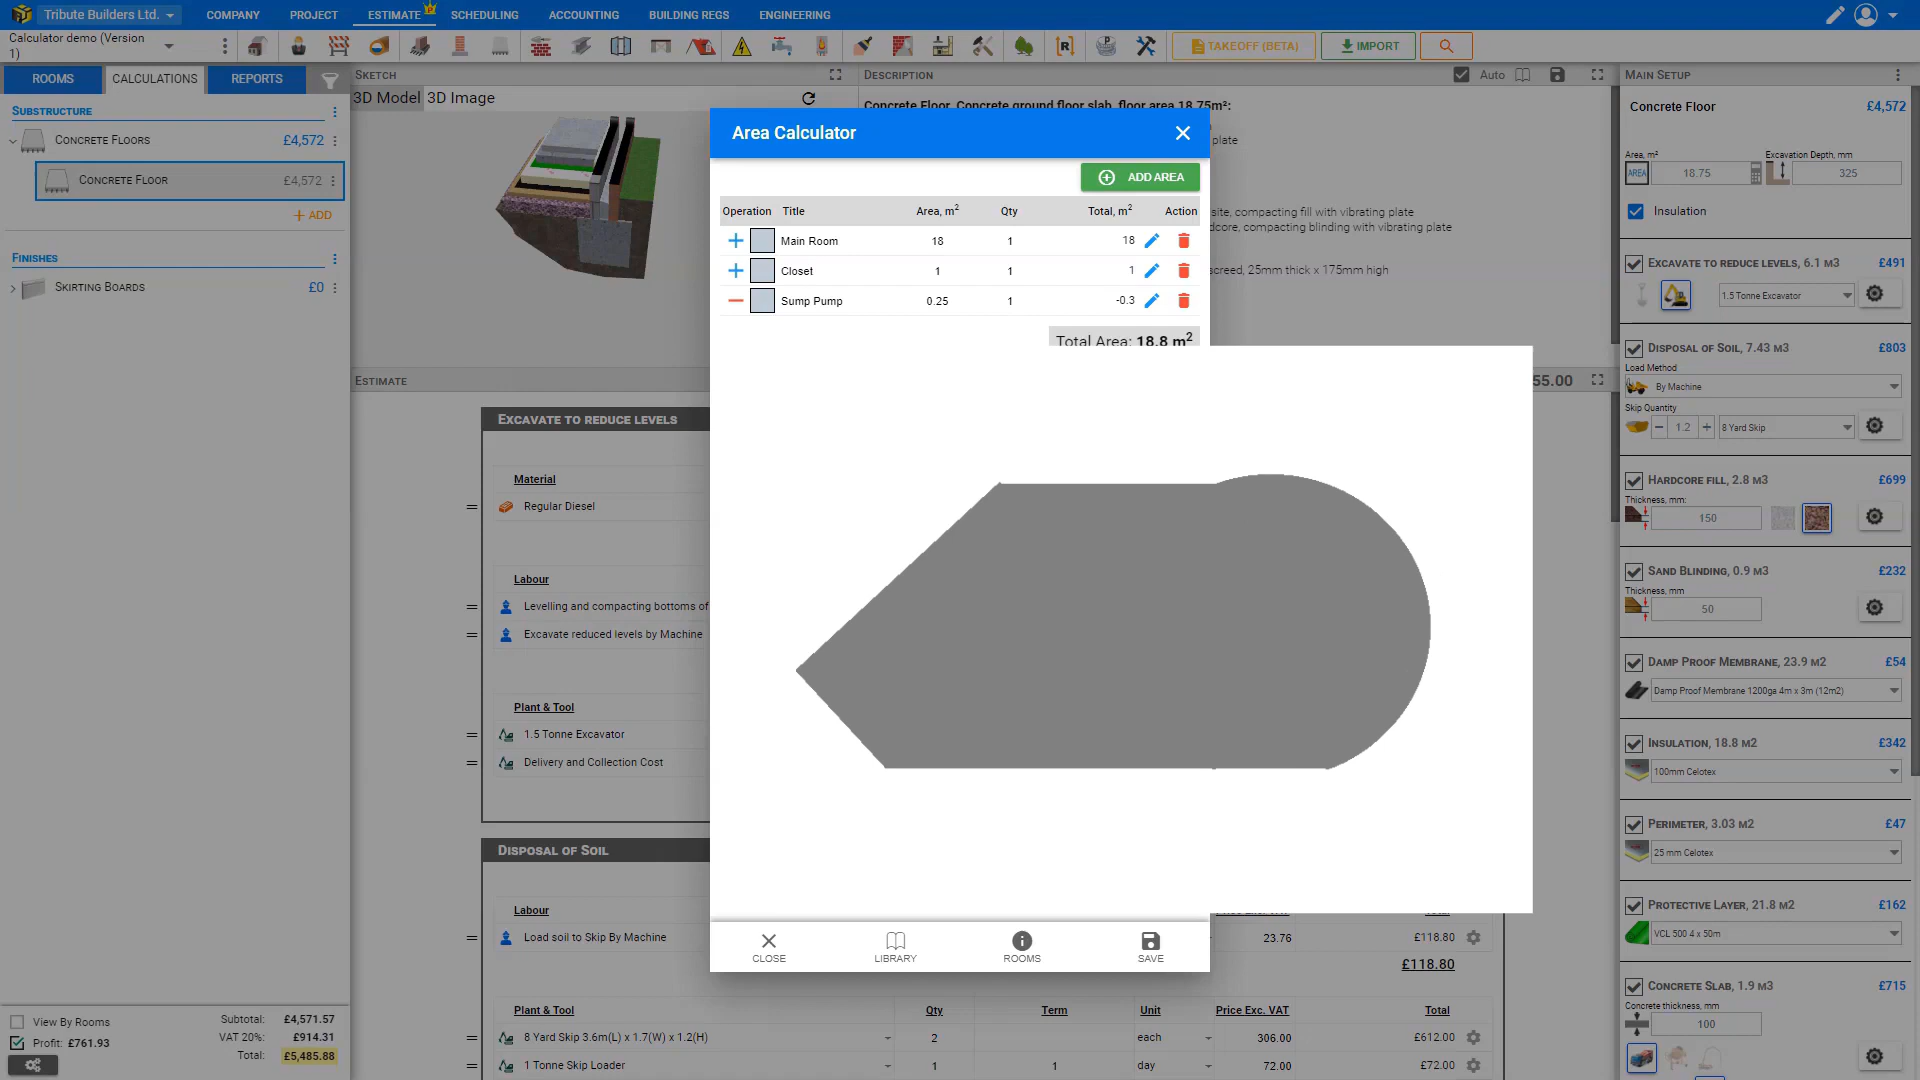 Tribute Builders Ltd.
COMPANY
PROJECT
ESTIMATE
SCHEDULING
ACCOUNTING
BUILDING REGS
ENGINEERING
Calculator demo (Version
1)
TAKEOFF (BETA)
IMPORT
ROOMS
CALCULATIONS
REPORTS
SUBSTRUCTURE
CONCRETE FLOORS £4,572
CONCRETE FLOOR £4,572
+ ADD
FINISHES
SKIRTING BOARDS £0
View By Rooms
Profit: £761.93
Subtotal: £4,571.57
VAT 20%: £914.31
Total: £5,485.88
SKETCH
3D Model 3D Image
DESCRIPTION
Auto
Concrete Floor, Concrete ground floor slab, floor area 18.75m²:
plate
site, compacting fill with vibrating plate
dcore, compacting blinding with vibrating plate
screed, 25mm thick x 175mm high
Area Calculator
ADD AREA
Operation Title Area, m² Qty Total, m² Action
+ Main Room 18 1 18
+ Closet 1 1 1
− Sump Pump 0.25 1 -0.3
Total Area: 18.8 m²
CLOSE
LIBRARY
ROOMS
SAVE
ESTIMATE
55.00
EXCAVATE TO REDUCE LEVELS
Material
= Regular Diesel
Labour
= Levelling and compacting bottoms of
= Excavate reduced levels by Machine
Plant & Tool
= 1.5 Tonne Excavator
= Delivery and Collection Cost
DISPOSAL OF SOIL
Labour
= Load soil to Skip By Machine 23.76 £118.80
£118.80
Plant & Tool Qty Term Unit Price Exc. VAT Total
= 8 Yard Skip 3.6m(L) x 1.7(W) x 1.2(H) 2 each 306.00 £612.00
= 1 Tonne Skip Loader 1 1 day 72.00 £72.00
MAIN SETUP
Concrete Floor £4,572
Area, m² Excavation Depth, mm
AREA 18.75 325
Insulation
EXCAVATE TO REDUCE LEVELS, 6.1 M3 £491
1.5 Tonne Excavator
DISPOSAL OF SOIL, 7.43 M3 £803
Load Method
By Machine
Skip Quantity
− 1.2 + 8 Yard Skip
HARDCORE FILL, 2.8 M3 £699
Thickness, mm:
150
SAND BLINDING, 0.9 M3 £232
Thickness, mm
50
DAMP PROOF MEMBRANE, 23.9 M2 £54
Damp Proof Membrane 1200ga 4m x 3m (12m2)
INSULATION, 18.8 M2 £342
100mm Celotex
PERIMETER, 3.03 M2 £47
25 mm Celotex
PROTECTIVE LAYER, 21.8 M2 £162
VCL 500 4 x 50m
CONCRETE SLAB, 1.9 M3 £715
Concrete thickness, mm
100